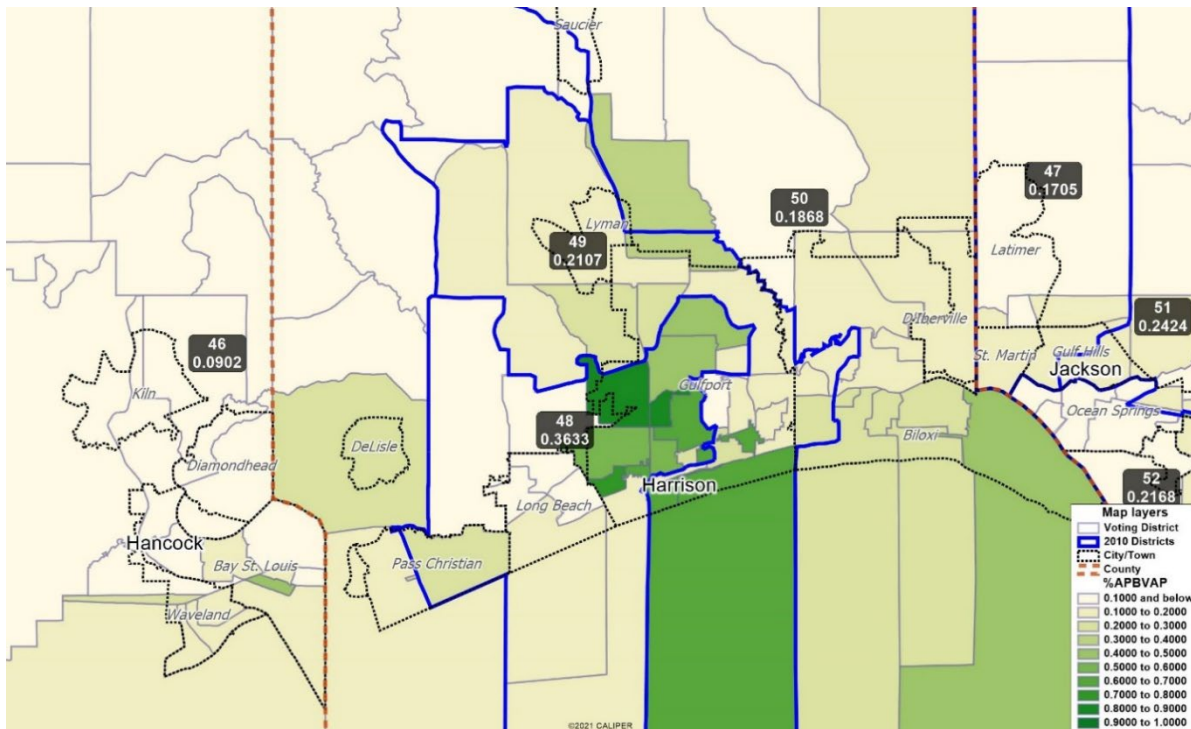 Saucier
47
0.1705
50
0.1868
Lyman
49
0.2107
Latimer
51
0.2424
D'Iberville
46
0.0902
St. Martin
Gulf Hills
Jackson
Gulfport
Kiln
Ocean Springs
48
0.3633
DeLisle
Biloxi
Diamondhead
Harrison
52
0.2168
Long Beach
Hancock
Pass Christian
Bay St. Louis
Waveland
Map layers
Voting District
2010 Districts
City/Town
County
%APBVAP
0.1000 and below
0.1000 to 0.2000
0.2000 to 0.3000
0.3000 to 0.4000
0.4000 to 0.5000
0.5000 to 0.6000
0.6000 to 0.7000
0.7000 to 0.8000
0.8000 to 0.9000
0.9000 to 1.0000
©2021 CALIPER